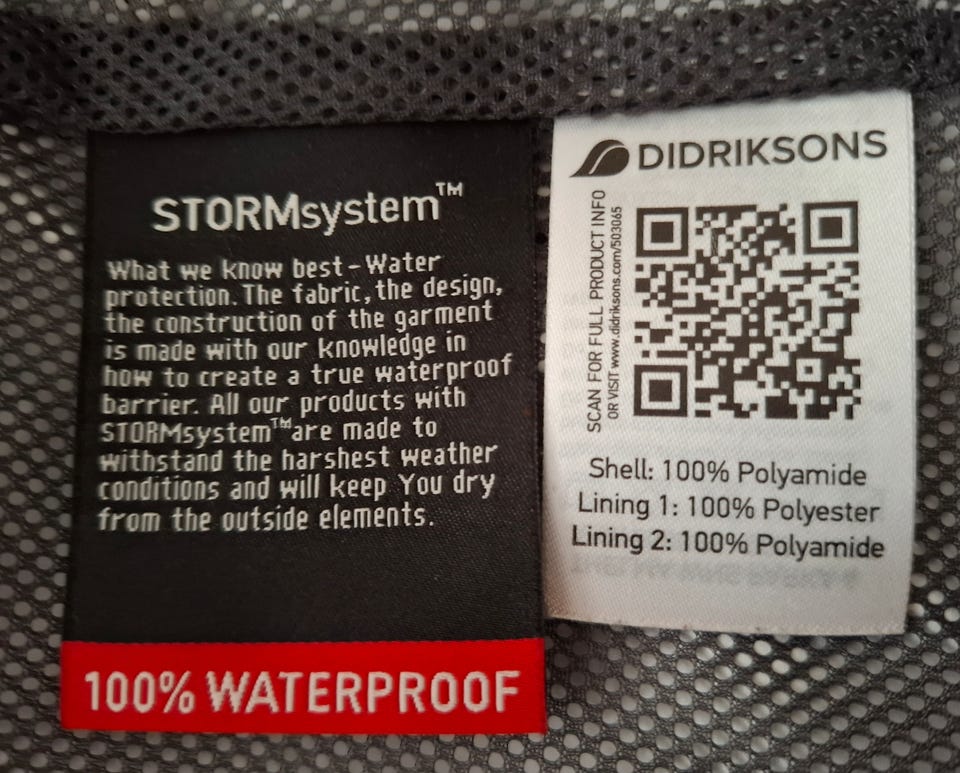 STORMsystem™
What we know best - Water
protection. The fabric, the design,
the construction of the garment
is made with our knowledge in
how to create a true waterproof
barrier. All our products with
STORMsystem™are made to
withstand the harshest weather
conditions and will keep You dry
from the outside elements.
100% WATERPROOF
DIDRIKSONS
SCAN FOR FULL PRODUCT INFO
OR VISIT www.didriksons.com/503065
Shell: 100% Polyamide
Lining 1: 100% Polyester
Lining 2: 100% Polyamide